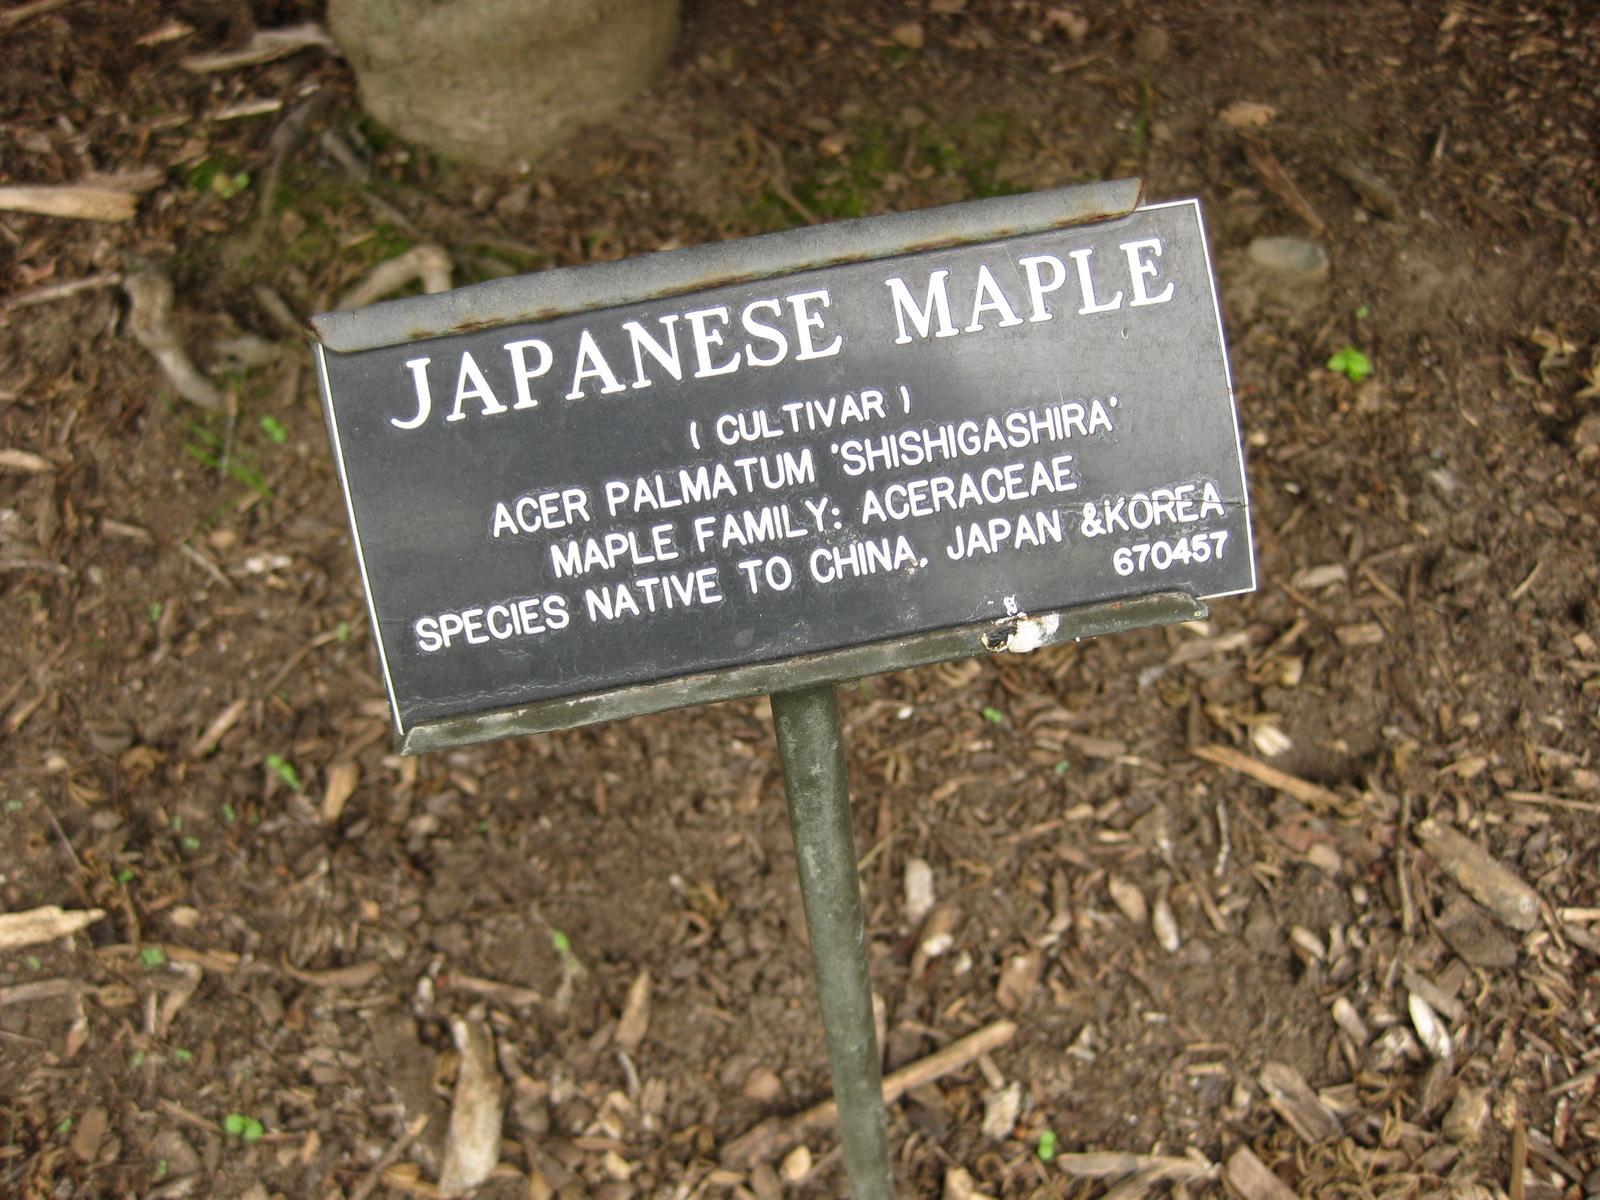 JAPANESE MAPLE
( CULTIVAR )
ACER PALMATUM 'SHISHIGASHIRA'
MAPLE FAMILY: ACERACEAE
SPECIES NATIVE TO CHINA, JAPAN &KOREA
670457